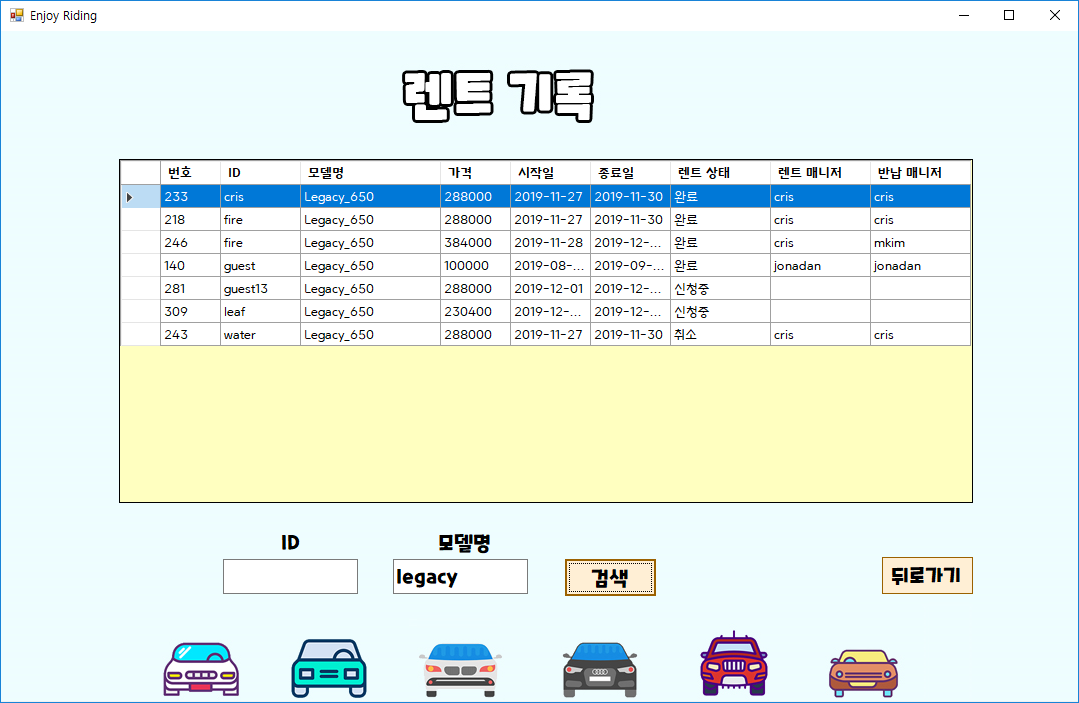 Enjoy Riding
렌트 기록
번호 ID 모델명 가격 시작일 종료일 렌트 상태 렌트 매니저 반납 매니저
233 cris Legacy_650 288000 2019-11-27 2019-11-30 완료 cris cris
218 fire Legacy_650 288000 2019-11-27 2019-11-30 완료 cris cris
246 fire Legacy_650 384000 2019-11-28 2019-12-... 완료 cris mkim
140 guest Legacy_650 100000 2019-08-... 2019-09-... 완료 jonadan jonadan
281 guest13 Legacy_650 288000 2019-12-01 2019-12-... 신청중
309 leaf Legacy_650 230400 2019-12-... 2019-12-... 신청중
243 water Legacy_650 288000 2019-11-27 2019-11-30 취소 cris cris
ID 모델명
legacy 검색 뒤로가기